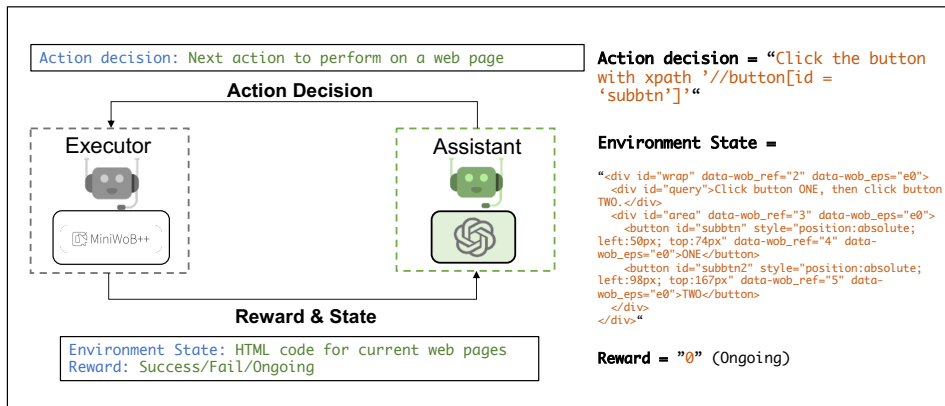 Action decision: Next action to perform on a web page
Action Decision
Executor
Assistant
MiniWoB++
Reward & State
Environment State: HTML code for current web pages
Reward: Success/Fail/Ongoing
Action decision = “Click the button
with xpath ’//button[id =
‘subbtn’]’“
Environment State =
“<div id="wrap" data-wob_ref="2" data-wob_eps="e0">
<div id="query">Click button ONE, then click button
TWO.</div>
<div id="area" data-wob_ref="3" data-wob_eps="e0">
<button id="subbtn" style="position:absolute;
left:50px; top:74px" data-wob_ref="4" data-
wob_eps="e0">ONE</button>
<button id="subbtn2" style="position:absolute;
left:98px; top:167px" data-wob_ref="5" data-
wob_eps="e0">TWO</button>
</div>
</div>“
Reward = ”0" (Ongoing)